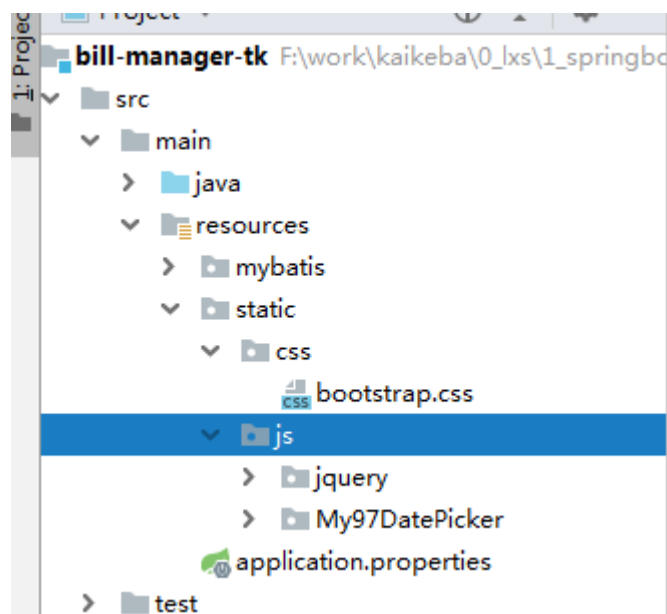 Project
1: Project
bill-manager-tk F:\work\kaikeba\0_lxs\1_springbo
src
main
java
resources
mybatis
static
css
CSS bootstrap.css
js
jquery
My97DatePicker
application.properties
test